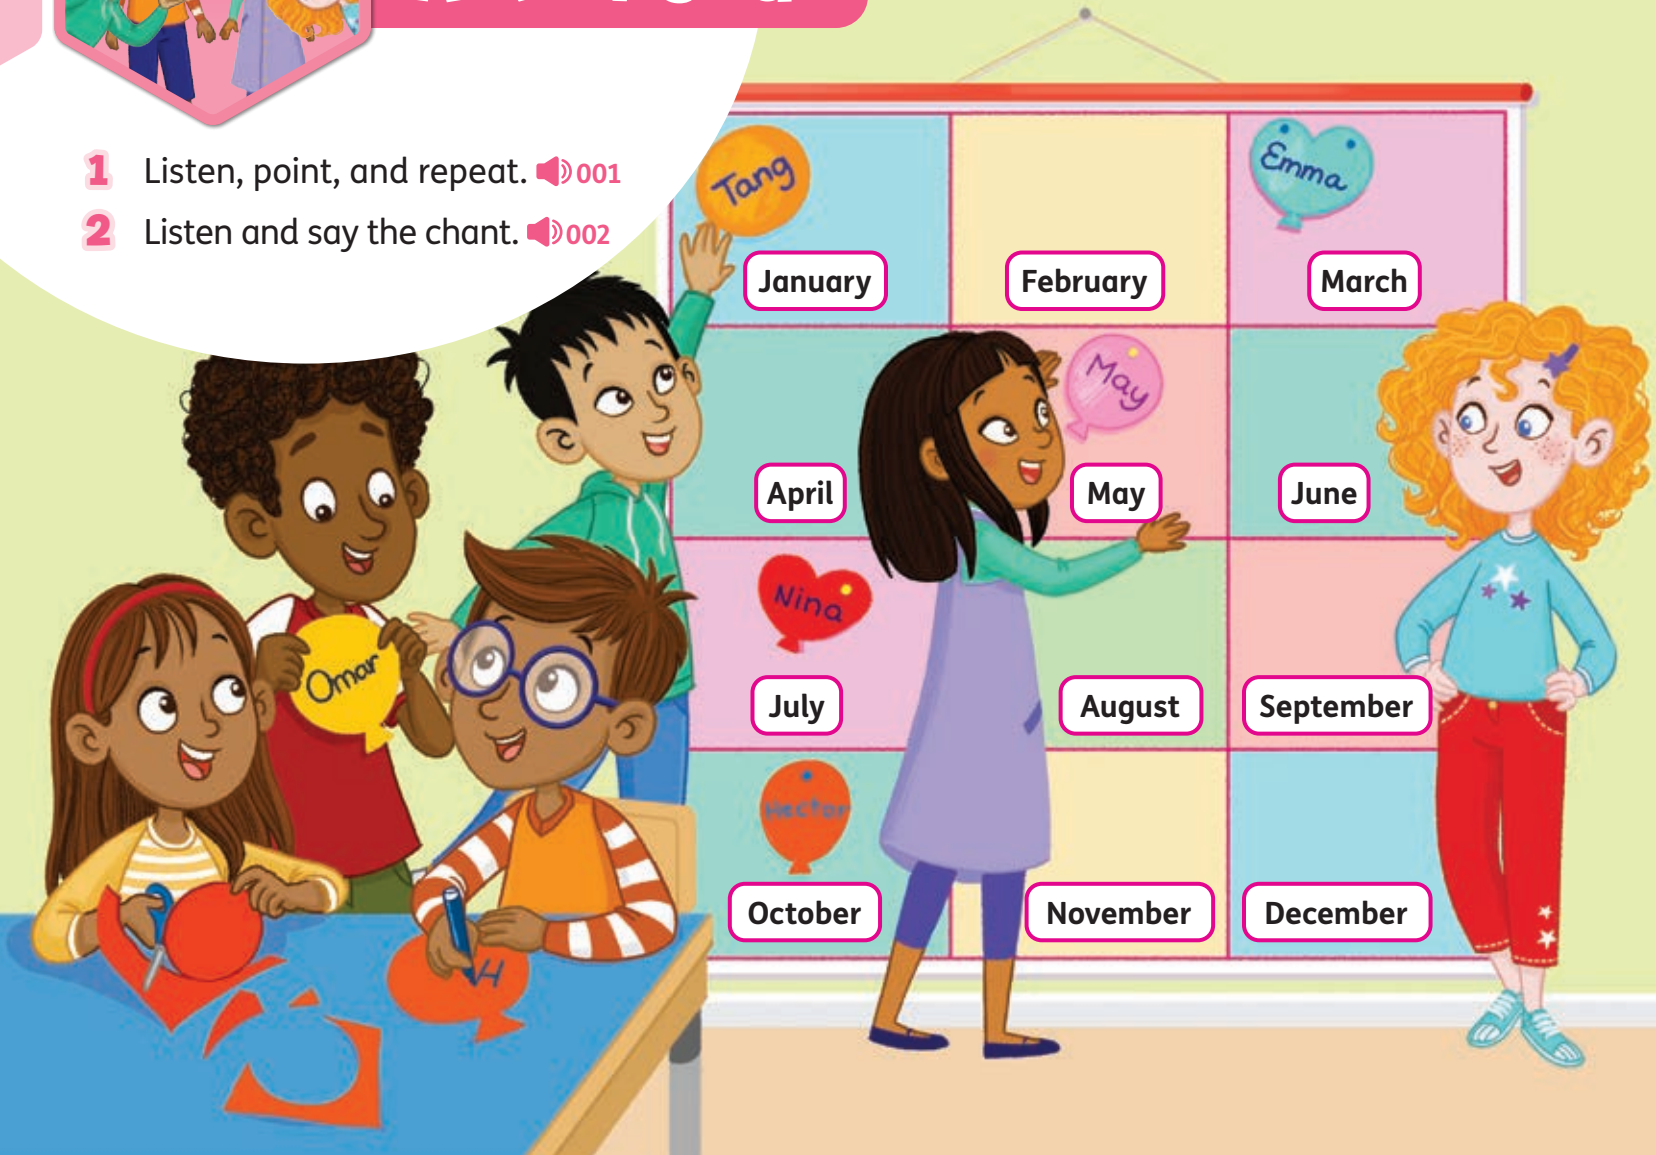 1 Listen, point, and repeat. 001
2 Listen and say the chant. 002
Tang
Emma
January
February
March
May
April
May
June
Nina
Omar
July
August
September
Hector
October
November
December
H